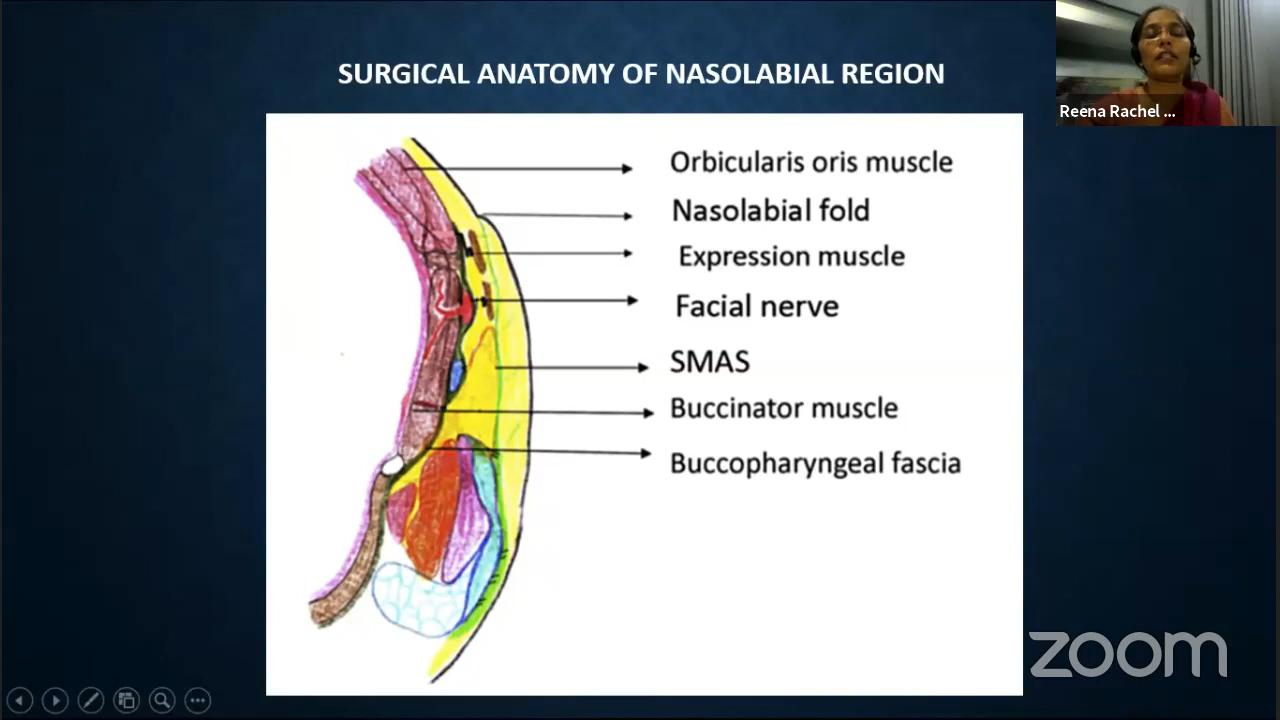 SURGICAL ANATOMY OF NASOLABIAL REGION
Reena Rachel ...
Orbicularis oris muscle
Nasolabial fold
Expression muscle
Facial nerve
SMAS
Buccinator muscle
Buccopharyngeal fascia
zoom